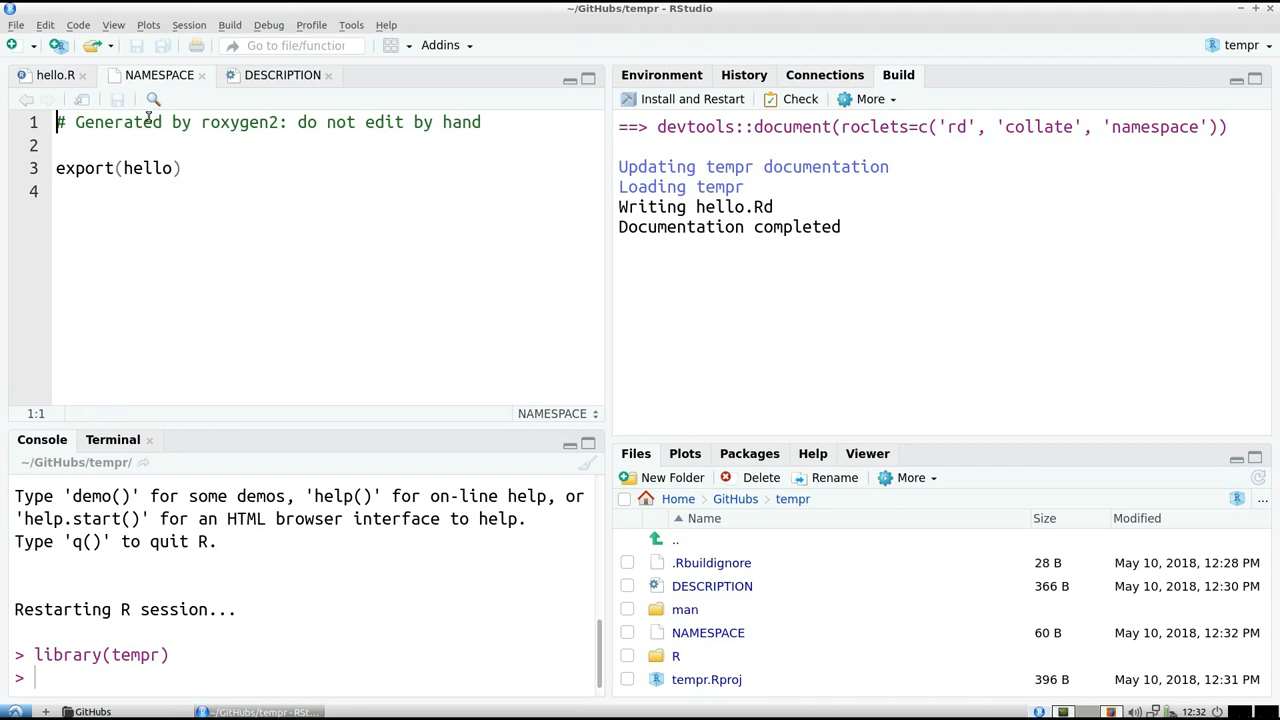 ~/GitHubs/tempr - RStudio
File Edit Code View Plots Session Build Debug Profile Tools Help
Go to file/function Addins tempr
hello.R NAMESPACE DESCRIPTION
1 # Generated by roxygen2: do not edit by hand
2
3 export(hello)
4
1:1 NAMESPACE
Console Terminal
~/GitHubs/tempr/
Type 'demo()' for some demos, 'help()' for on-line help, or
'help.start()' for an HTML browser interface to help.
Type 'q()' to quit R.
Restarting R session...
> library(tempr)
>
Environment History Connections Build
Install and Restart Check More
==> devtools::document(roclets=c('rd', 'collate', 'namespace'))
Updating tempr documentation
Loading tempr
Writing hello.Rd
Documentation completed
Files Plots Packages Help Viewer
New Folder Delete Rename More
Home GitHubs tempr ...
Name Size Modified
..
.Rbuildignore 28 B May 10, 2018, 12:28 PM
DESCRIPTION 366 B May 10, 2018, 12:30 PM
man
NAMESPACE 60 B May 10, 2018, 12:32 PM
R
tempr.Rproj 396 B May 10, 2018, 12:31 PM
GitHubs ~/GitHubs/tempr - RSt... 12:32